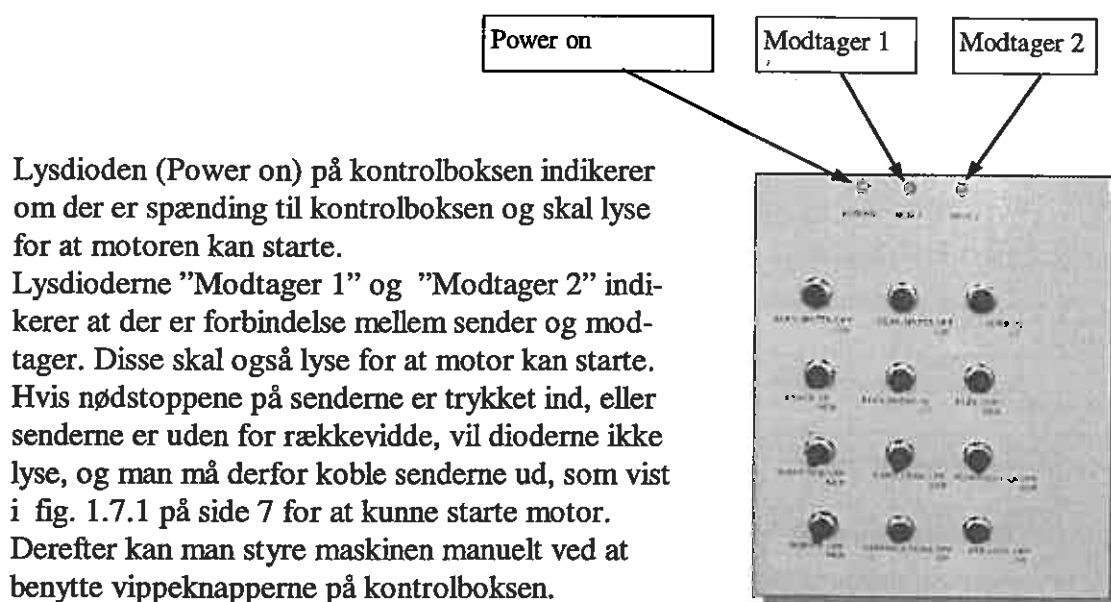 Power on
Modtager 1
Modtager 2
Lysdioden (Power on) på kontrolboksen indikerer
om der er spænding til kontrolboksen og skal lyse
for at motoren kan starte.
Lysdioderne ”Modtager 1” og ”Modtager 2” indi-
kerer at der er forbindelse mellem sender og mod-
tager. Disse skal også lyse for at motor kan starte.
Hvis nødstoppene på senderne er trykket ind, eller
senderne er uden for rækkevidde, vil dioderne ikke
lyse, og man må derfor koble senderne ud, som vist
i fig. 1.7.1 på side 7 for at kunne starte motor.
Derefter kan man styre maskinen manuelt ved at
benytte vippeknapperne på kontrolboksen.